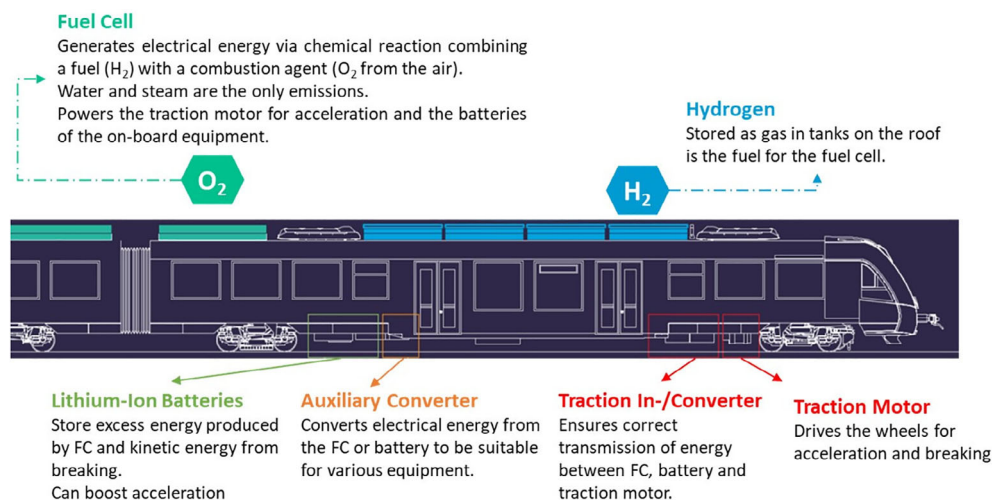 Fuel Cell
Generates electrical energy via chemical reaction combining
a fuel (H₂) with a combustion agent (O₂ from the air).
Water and steam are the only emissions.
Powers the traction motor for acceleration and the batteries
of the on-board equipment.
Hydrogen
Stored as gas in tanks on the roof
is the fuel for the fuel cell.
O₂
H₂
Lithium-Ion Batteries
Store excess energy produced
by FC and kinetic energy from
breaking.
Can boost acceleration
Auxiliary Converter
Converts electrical energy from
the FC or battery to be suitable
for various equipment.
Traction In-/Converter
Ensures correct
transmission of energy
between FC, battery and
traction motor.
Traction Motor
Drives the wheels for
acceleration and breaking